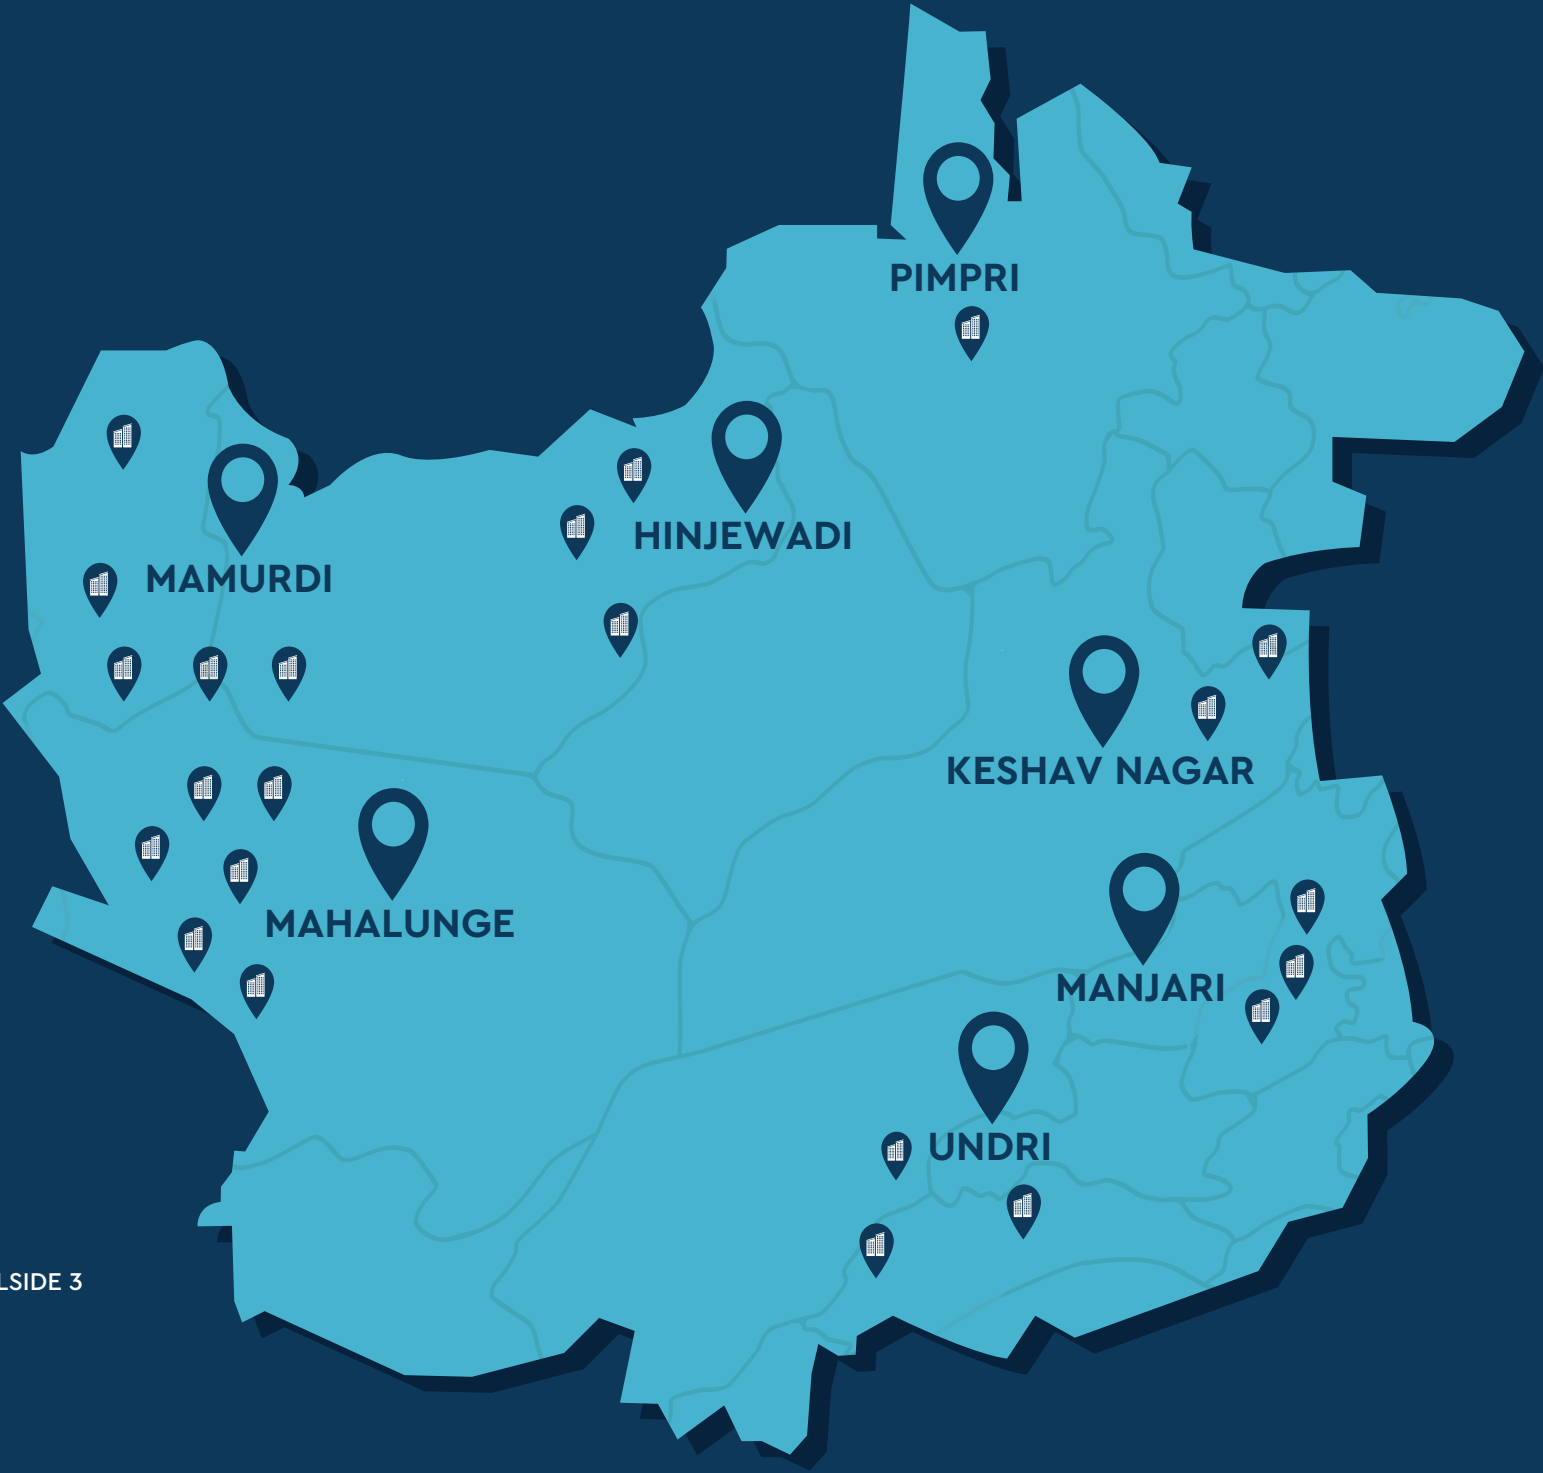 PIMPRI
HINJEWADI
MAMURDI
KESHAV NAGAR
MAHALUNGE
MANJARI
UNDRI
LSIDE 3